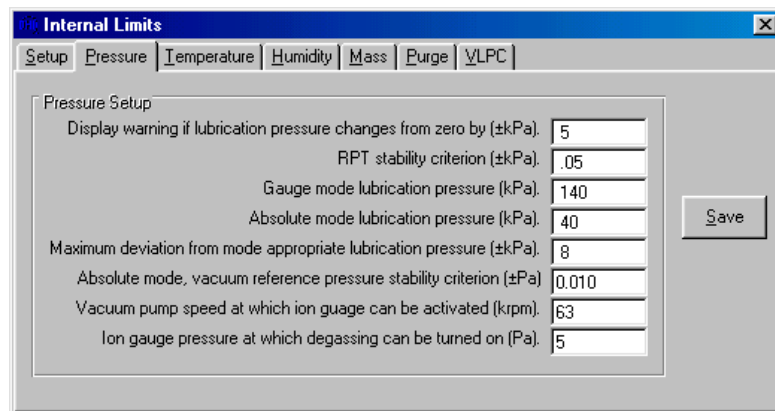 Internal Limits
Setup Pressure Temperature Humidity Mass Purge VLPC
Pressure Setup
Display warning if lubrication pressure changes from zero by (±kPa). 5
RPT stability criterion (±kPa). .05
Gauge mode lubrication pressure (kPa). 140
Absolute mode lubrication pressure (kPa). 40
Save
Maximum deviation from mode appropriate lubrication pressure (±kPa). 8
Absolute mode, vacuum reference pressure stability criterion (±Pa) 0.010
Vacuum pump speed at which ion guage can be activated (krpm). 63
Ion gauge pressure at which degassing can be turned on (Pa). 5